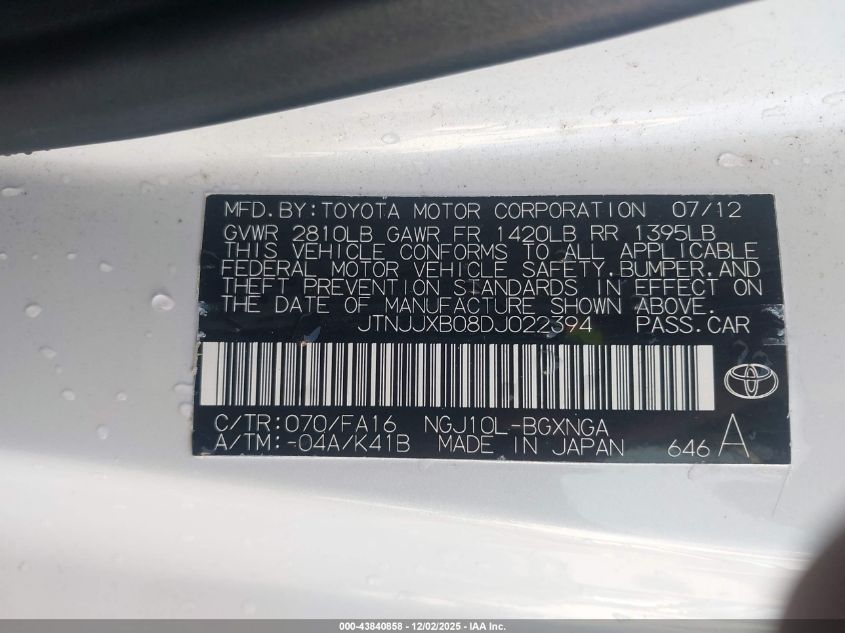 MFD. BY: TOYOTA MOTOR CORPORATION 07/12
GVWR 2810LB GAWR FR 1420LB RR 1395LB
THIS VEHICLE CONFORMS TO ALL APPLICABLE
FEDERAL MOTOR VEHICLE SAFETY, BUMPER, AND
THEFT PREVENTION STANDARDS IN EFFECT ON
THE DATE OF MANUFACTURE SHOWN ABOVE.
JTNJJXB08DJ022394 PASS.CAR
C/TR: 070/FA16 NGJ10L-BGXNGA
A/TM: -04A/K41B MADE IN JAPAN 646 A
000-43840858 - 12/02/2025 - IAA Inc.